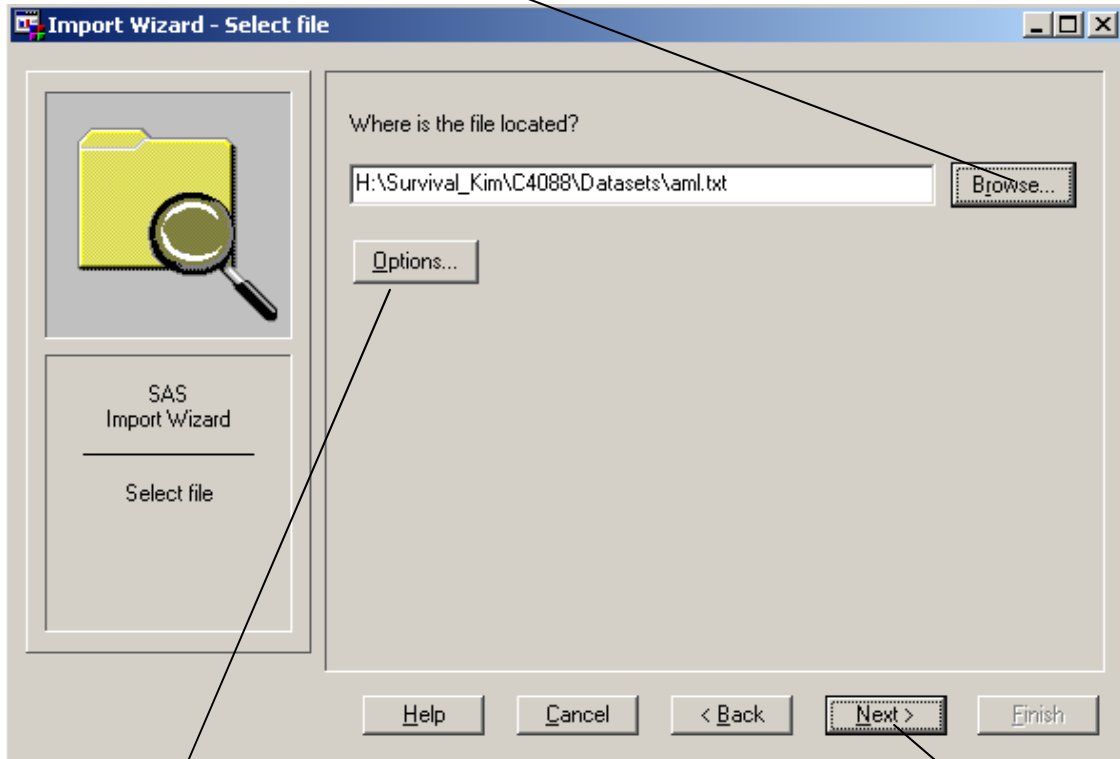 Import Wizard - Select file
Where is the file located?
H:\Survival_Kim\C4088\Datasets\aml.txt
Browse...
Options...
SAS
Import Wizard
Select file
Help
Cancel
< Back
Next >
Finish